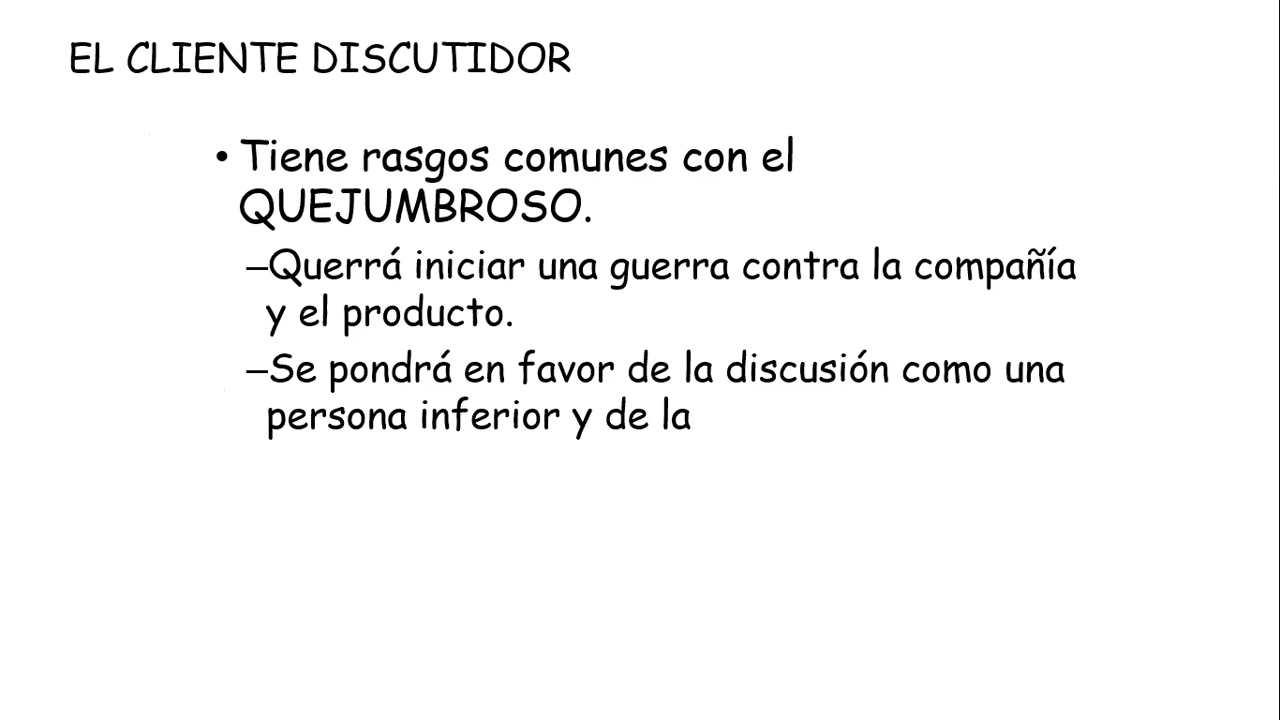 EL CLIENTE DISCUTIDOR
• Tiene rasgos comunes con el
QUEJUMBROSO.
–Querrá iniciar una guerra contra la compañía
y el producto.
–Se pondrá en favor de la discusión como una
persona inferior y de la